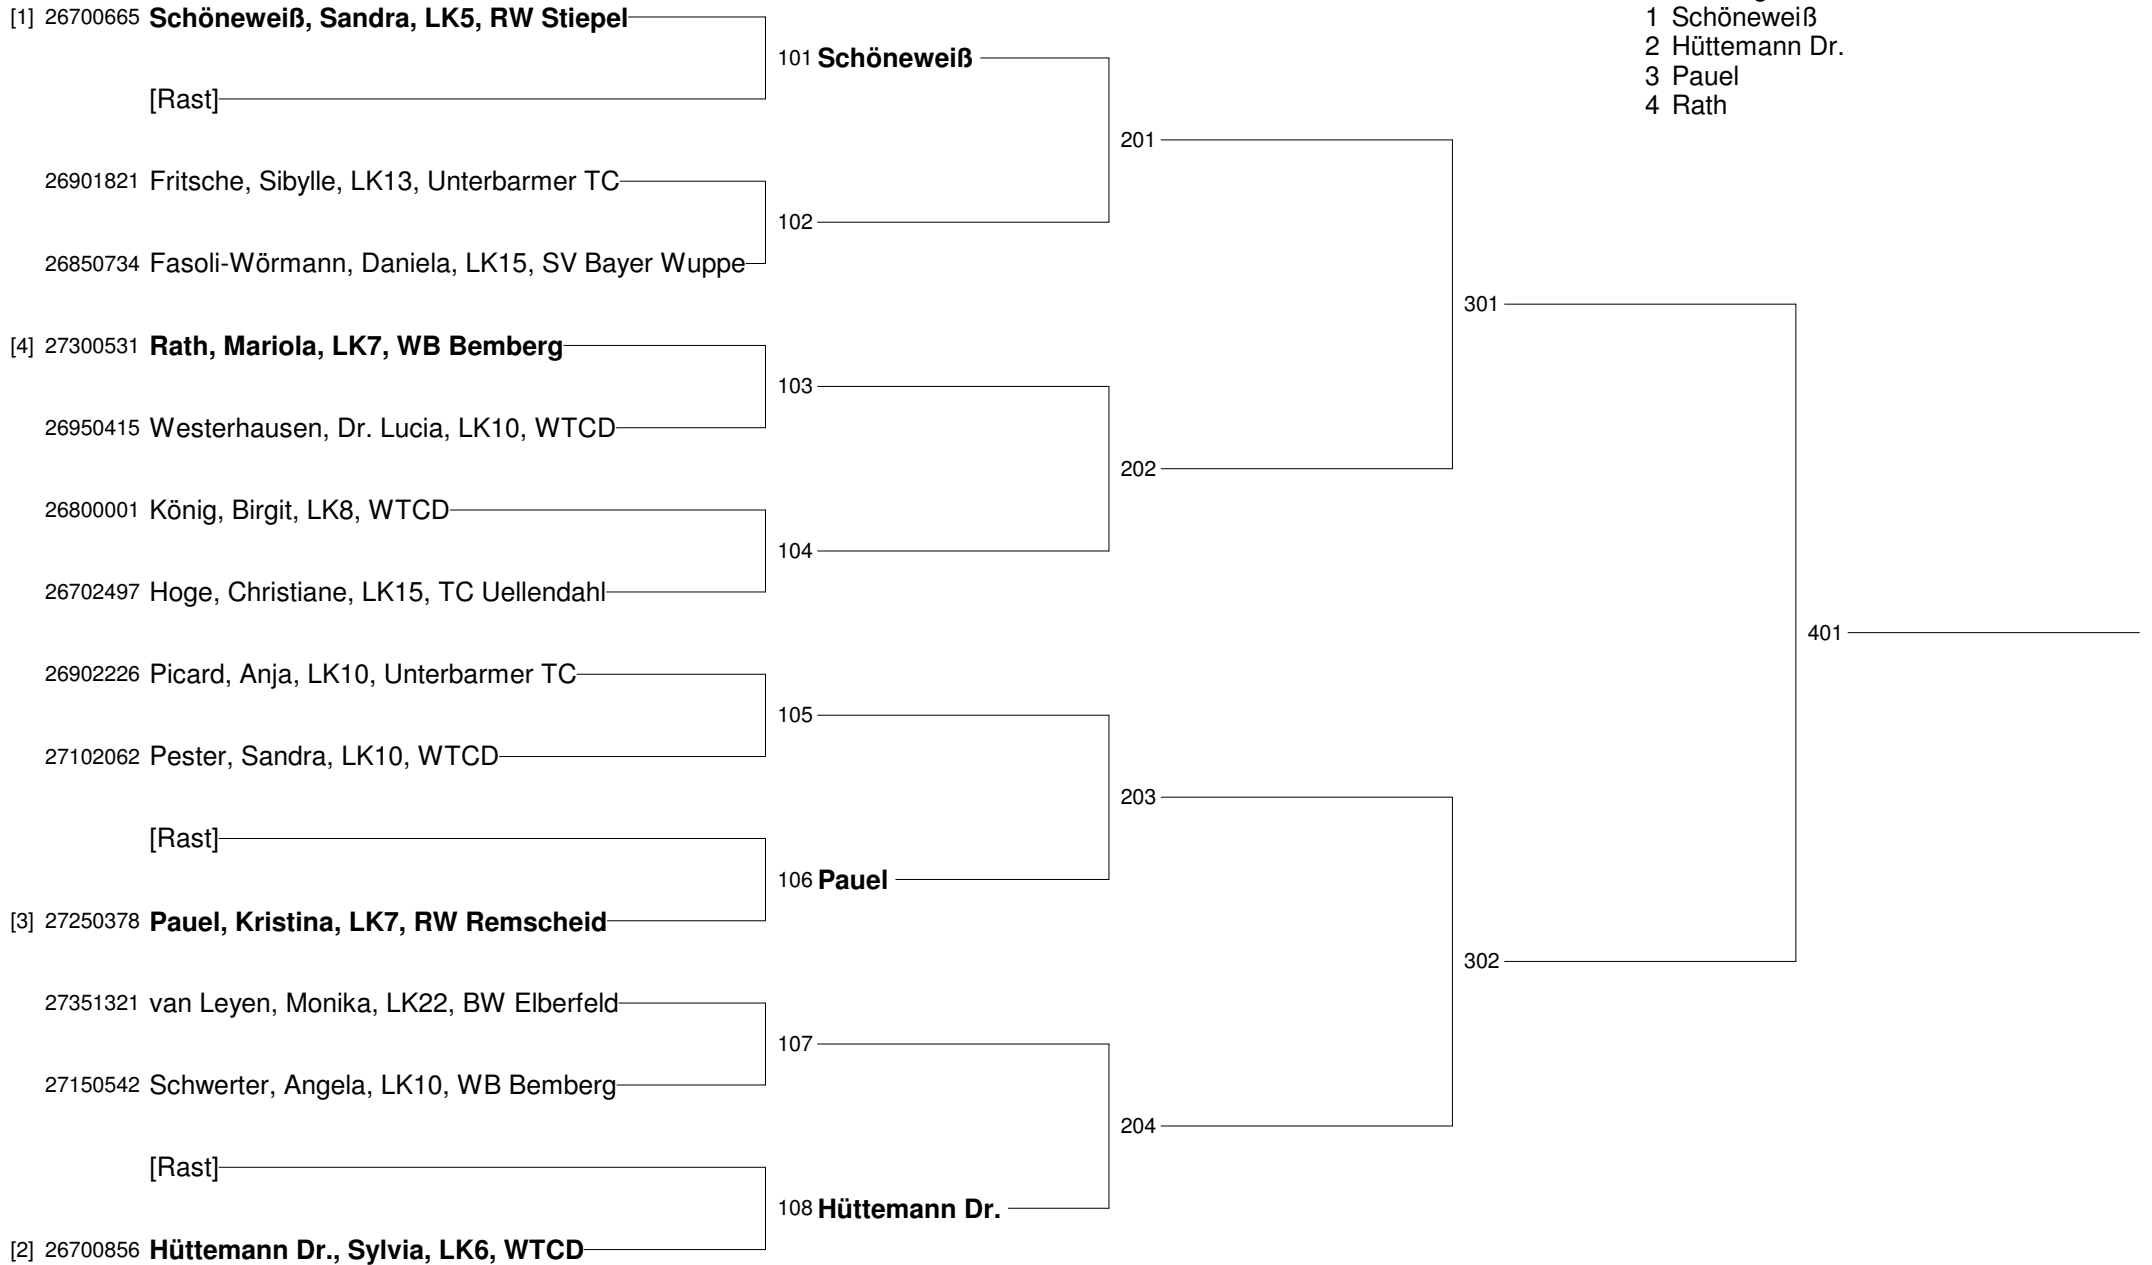 [1] 26700665 Schöneweiß, Sandra, LK5, RW Stiepel
1 Schöneweiß
2 Hüttemann Dr.
3 Pauel
4 Rath
101 Schöneweiß
[Rast]
201
26901821 Fritsche, Sibylle, LK13, Unterbarmer TC
102
26850734 Fasoli-Wörmann, Daniela, LK15, SV Bayer Wuppe
301
[4] 27300531 Rath, Mariola, LK7, WB Bemberg
103
26950415 Westerhausen, Dr. Lucia, LK10, WTCD
202
26800001 König, Birgit, LK8, WTCD
104
26702497 Hoge, Christiane, LK15, TC Uellendahl
401
26902226 Picard, Anja, LK10, Unterbarmer TC
105
27102062 Pester, Sandra, LK10, WTCD
203
[Rast]
106 Pauel
[3] 27250378 Pauel, Kristina, LK7, RW Remscheid
302
27351321 van Leyen, Monika, LK22, BW Elberfeld
107
27150542 Schwerter, Angela, LK10, WB Bemberg
204
[Rast]
108 Hüttemann Dr.
[2] 26700856 Hüttemann Dr., Sylvia, LK6, WTCD